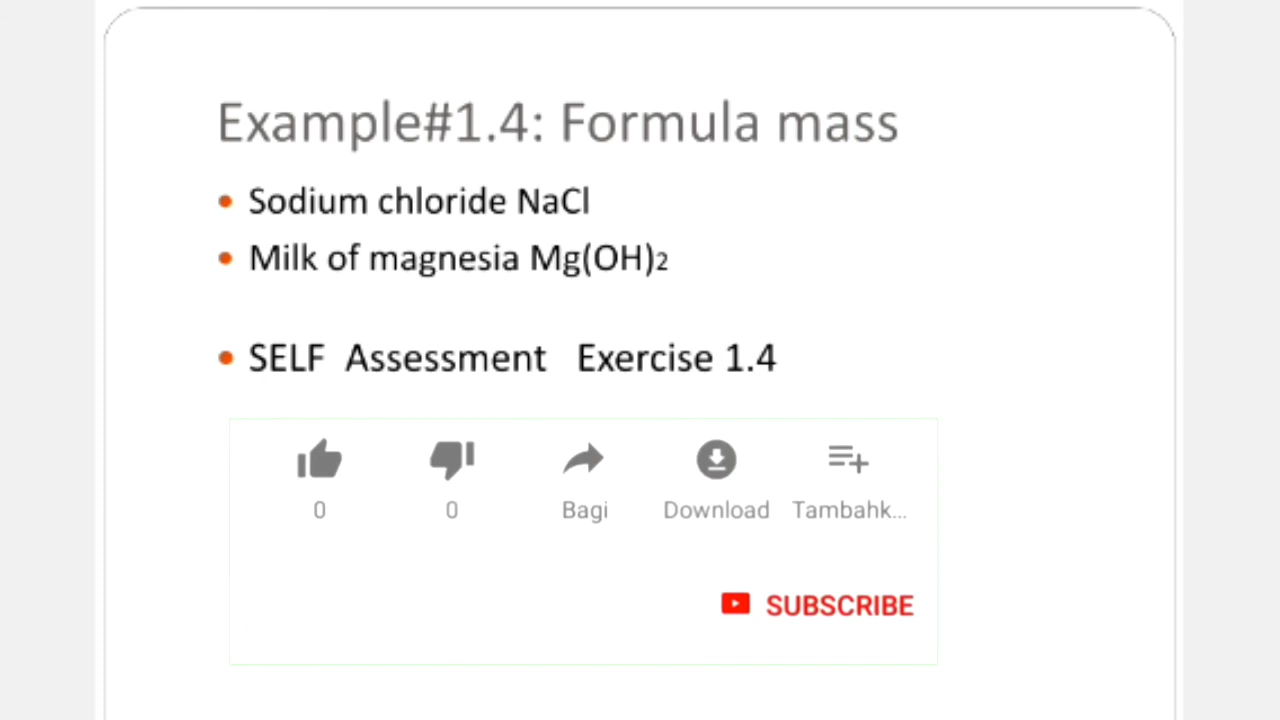 Example#1.4: Formula mass
• Sodium chloride NaCl
• Milk of magnesia Mg(OH)2
• SELF Assessment Exercise 1.4
0 0 Bagi Download Tambahk...
SUBSCRIBE